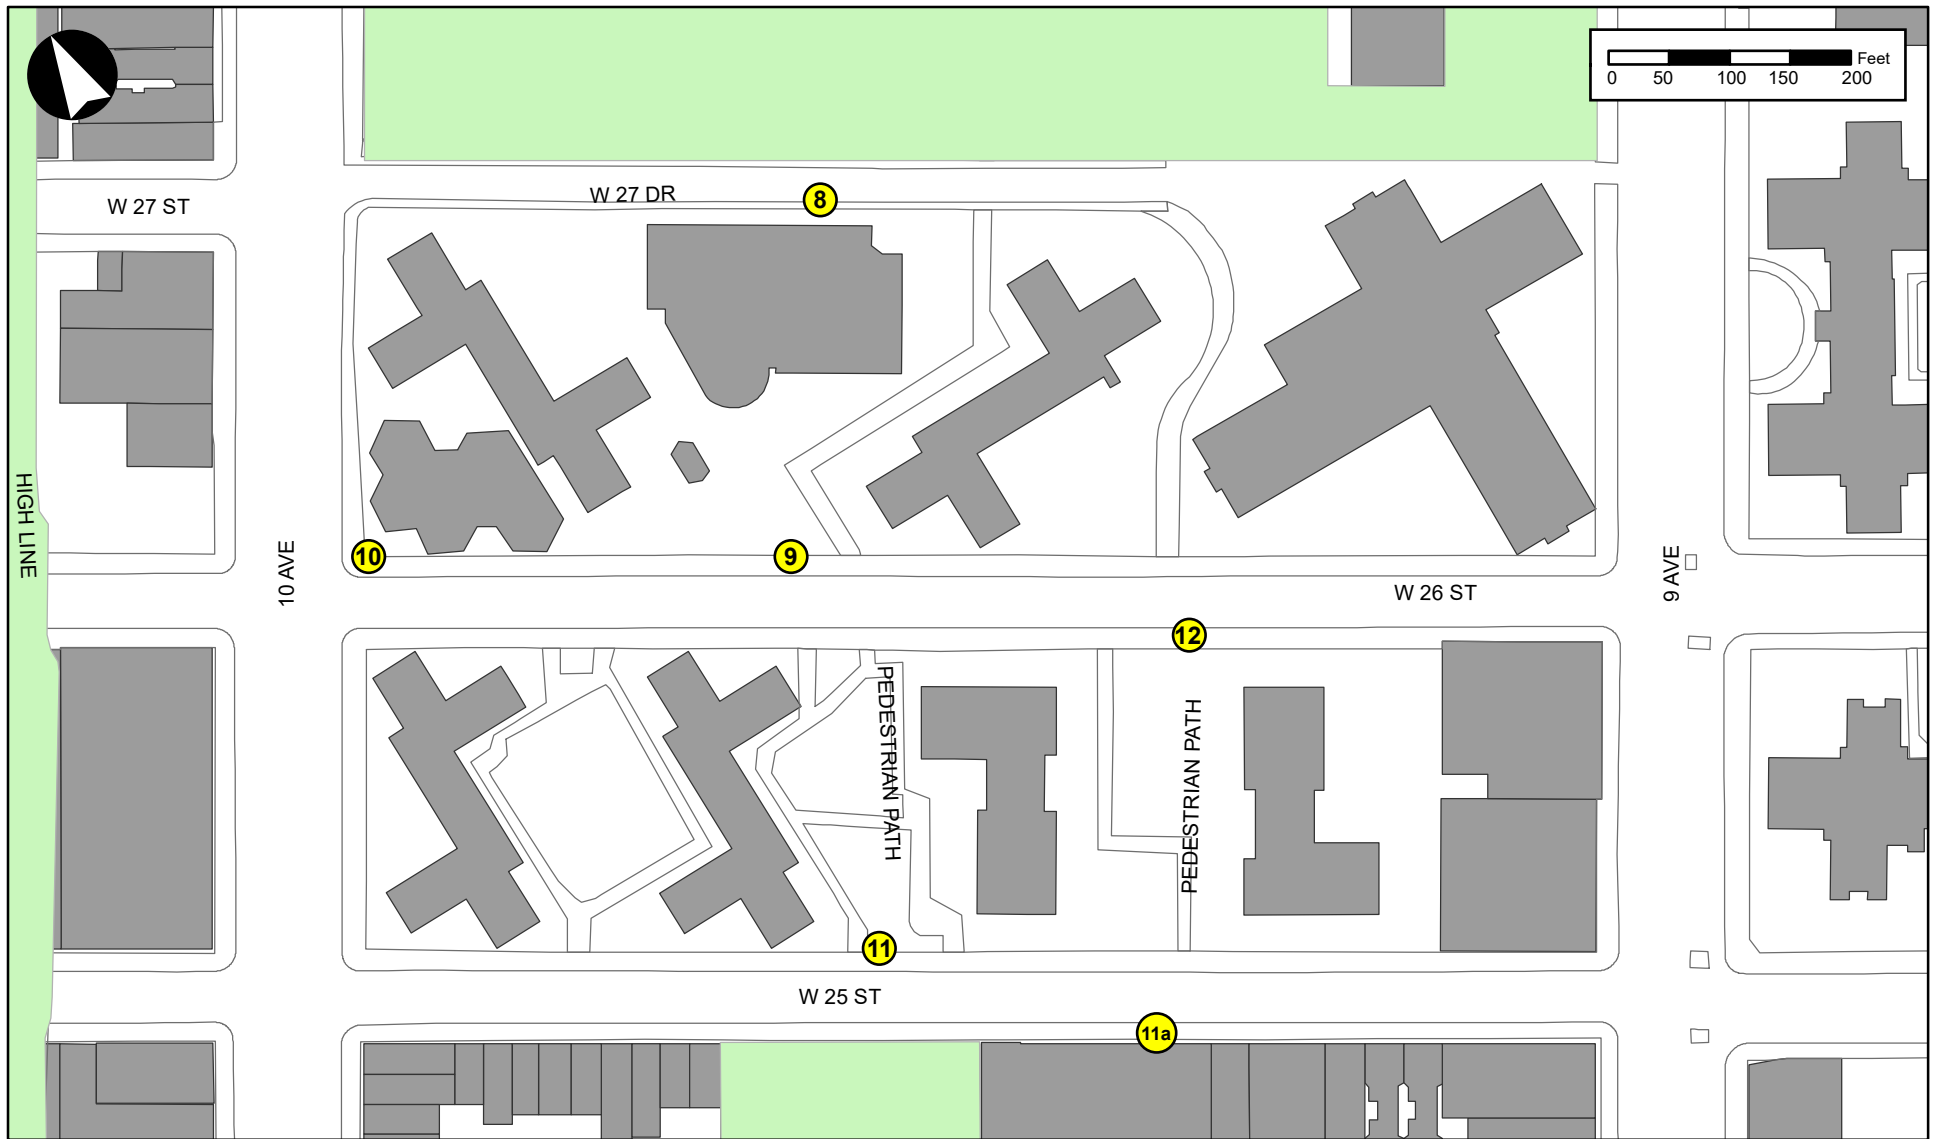 Feet
0 50 100 150 200
W 27 DR
8
W 27 ST
HIGH LINE
10 AVE
10
9
9 AVE
W 26 ST
12
PEDESTRIAN PATH
PEDESTRIAN PATH
11
W 25 ST
11a